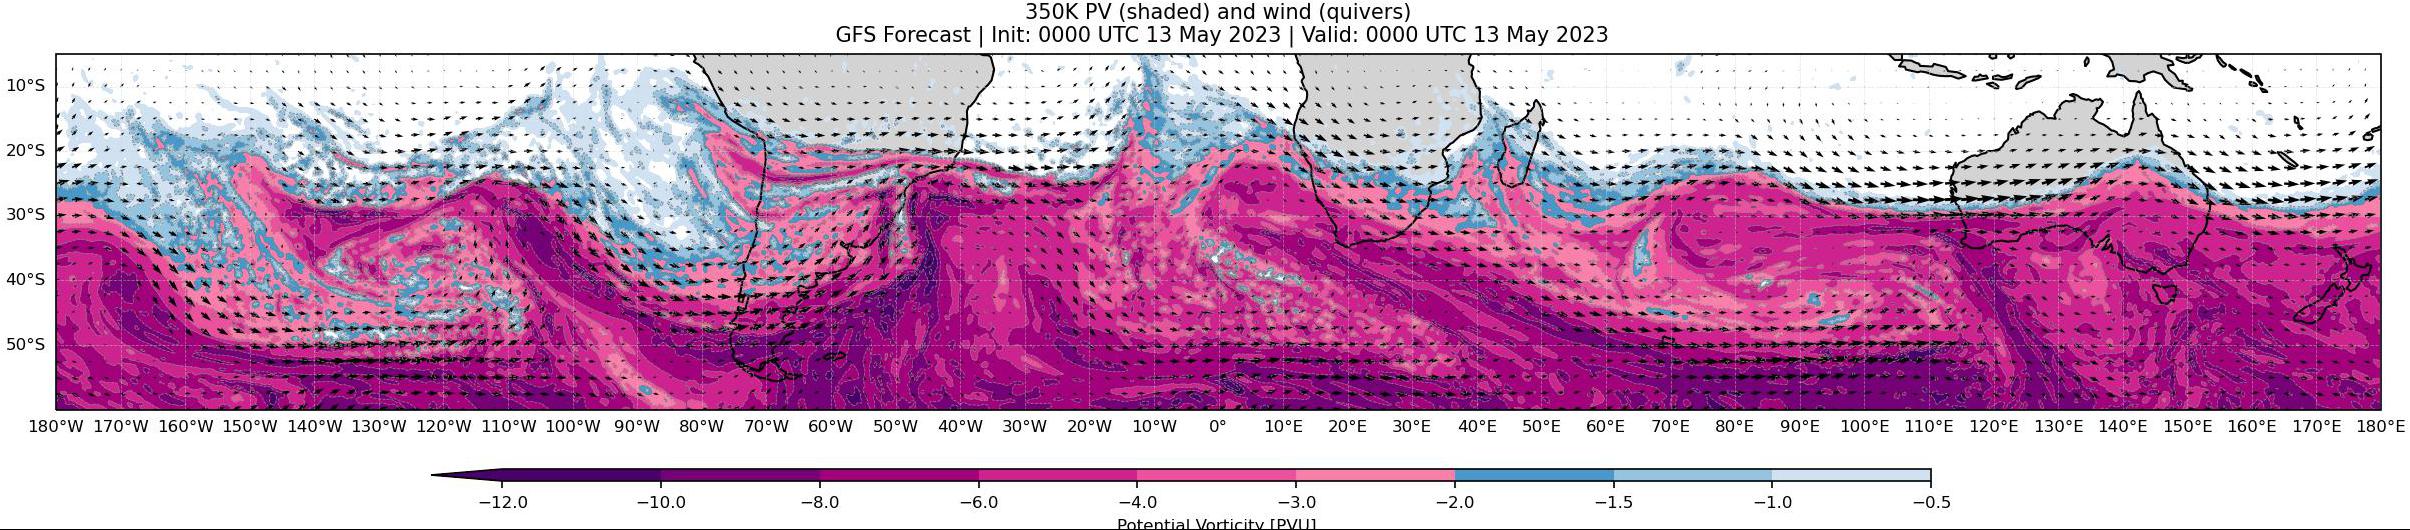 350K PV (shaded) and wind (quivers)
GFS Forecast | Init: 0000 UTC 13 May 2023 | Valid: 0000 UTC 13 May 2023
10°S
20°S
30°S
40°S
50°S
180°W 170°W 160°W 150°W 140°W 130°W 120°W 110°W 100°W 90°W 80°W 70°W 60°W 50°W 40°W 30°W 20°W 10°W 0° 10°E 20°E 30°E 40°E 50°E 60°E 70°E 80°E 90°E 100°E 110°E 120°E 130°E 140°E 150°E 160°E 170°E 180°E
−12.0 −10.0 −8.0 −6.0 −4.0 −3.0 −2.0 −1.5 −1.0 −0.5
Potential Vorticity [PVU]